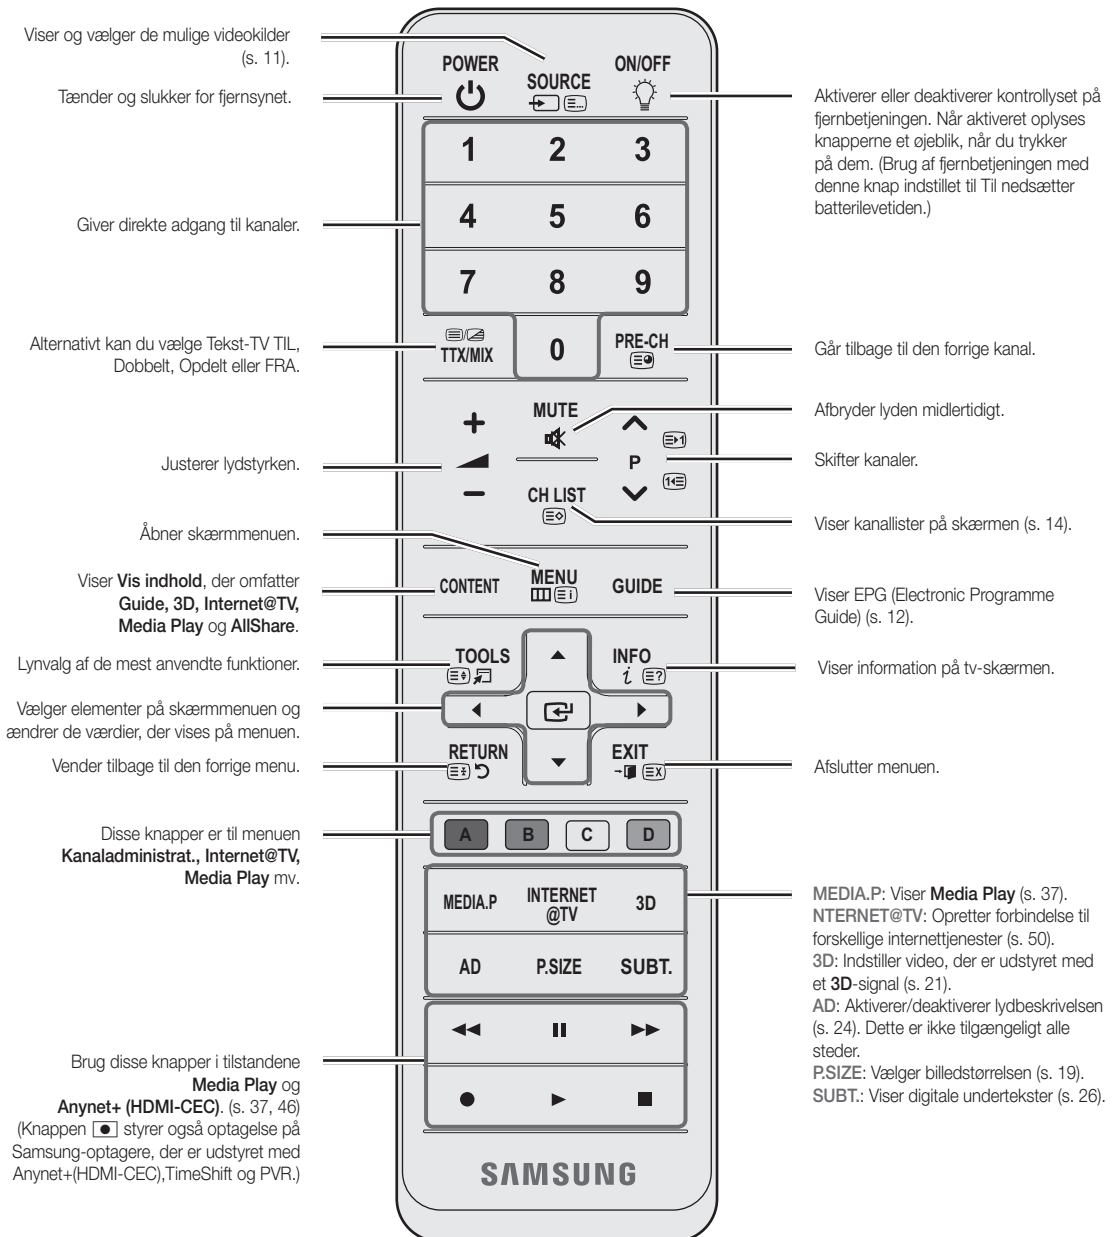 Viser og vælger de mulige videokilder
(s. 11).
Tænder og slukker for fjernsynet.
Giver direkte adgang til kanaler.
Alternativt kan du vælge Tekst-TV TIL,
Dobbelt, Opdelt eller FRA.
Justerer lydstyrken.
Åbner skærmmenuen.
Viser Vis indhold, der omfatter
Guide, 3D, Internet@TV,
Media Play og AllShare.
Lynvalg af de mest anvendte funktioner.
Vælger elementer på skærmmenuen og
ændrer de værdier, der vises på menuen.
Vender tilbage til den forrige menu.
Disse knapper er til menuen
Kanaladministrat., Internet@TV,
Media Play mv.
Brug disse knapper i tilstandene
Media Play og
Anynet+ (HDMI-CEC). (s. 37, 46)
(Knappen styrer også optagelse på
Samsung-optagere, der er udstyret med
Anynet+(HDMI-CEC),TimeShift og PVR.)
POWER SOURCE ON/OFF
1 2 3
4 5 6
7 8 9
TTX/MIX 0 PRE-CH
+ MUTE
P
− CH LIST
CONTENT MENU GUIDE
TOOLS INFO
RETURN EXIT
A B C D
MEDIA.P INTERNET @TV 3D
AD P.SIZE SUBT.
SAMSUNG
Aktiverer eller deaktiverer kontrollyset på
fjernbetjeningen. Når aktiveret oplyses
knapperne et øjeblik, når du trykker
på dem. (Brug af fjernbetjeningen med
denne knap indstillet til Til nedsætter
batterilevetiden.)
Går tilbage til den forrige kanal.
Afbryder lyden midlertidigt.
Skifter kanaler.
Viser kanallister på skærmen (s. 14).
Viser EPG (Electronic Programme
Guide) (s. 12).
Viser information på tv-skærmen.
Afslutter menuen.
MEDIA.P: Viser Media Play (s. 37).
NTERNET@TV: Opretter forbindelse til
forskellige internettjenester (s. 50).
3D: Indstiller video, der er udstyret med
et 3D-signal (s. 21).
AD: Aktiverer/deaktiverer lydbeskrivelsen
(s. 24). Dette er ikke tilgængeligt alle
steder.
P.SIZE: Vælger billedstørrelsen (s. 19).
SUBT.: Viser digitale undertekster (s. 26).